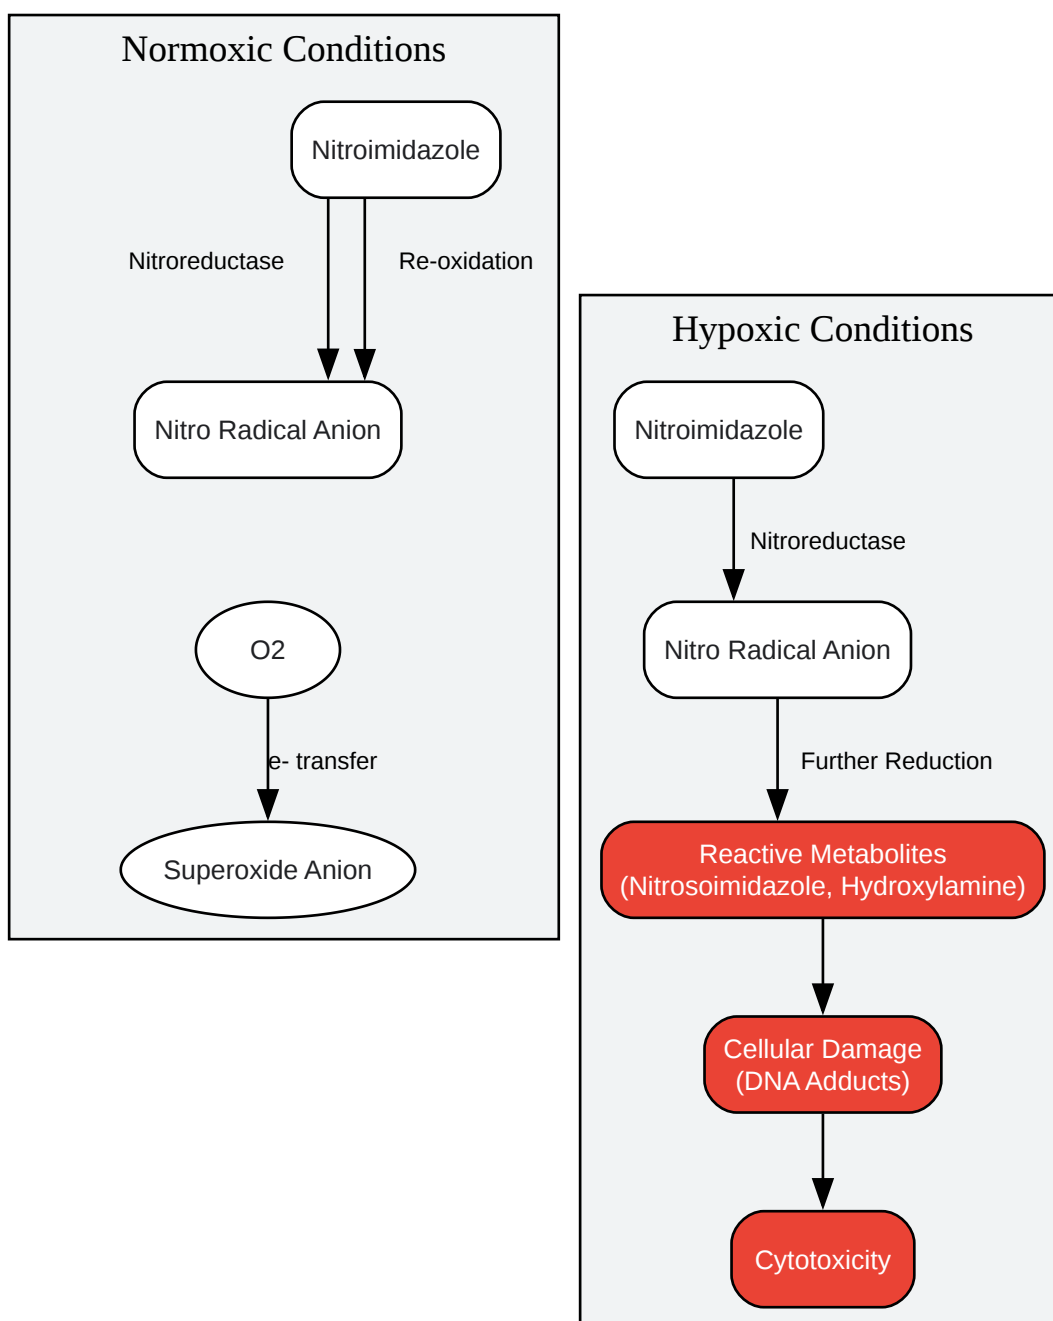 Normoxic Conditions
Nitroimidazole
Nitroreductase
Re-oxidation
Nitro Radical Anion
O2
e- transfer
Superoxide Anion
Hypoxic Conditions
Nitroimidazole
Nitroreductase
Nitro Radical Anion
Further Reduction
Reactive Metabolites
(Nitrosoimidazole, Hydroxylamine)
Cellular Damage
(DNA Adducts)
Cytotoxicity